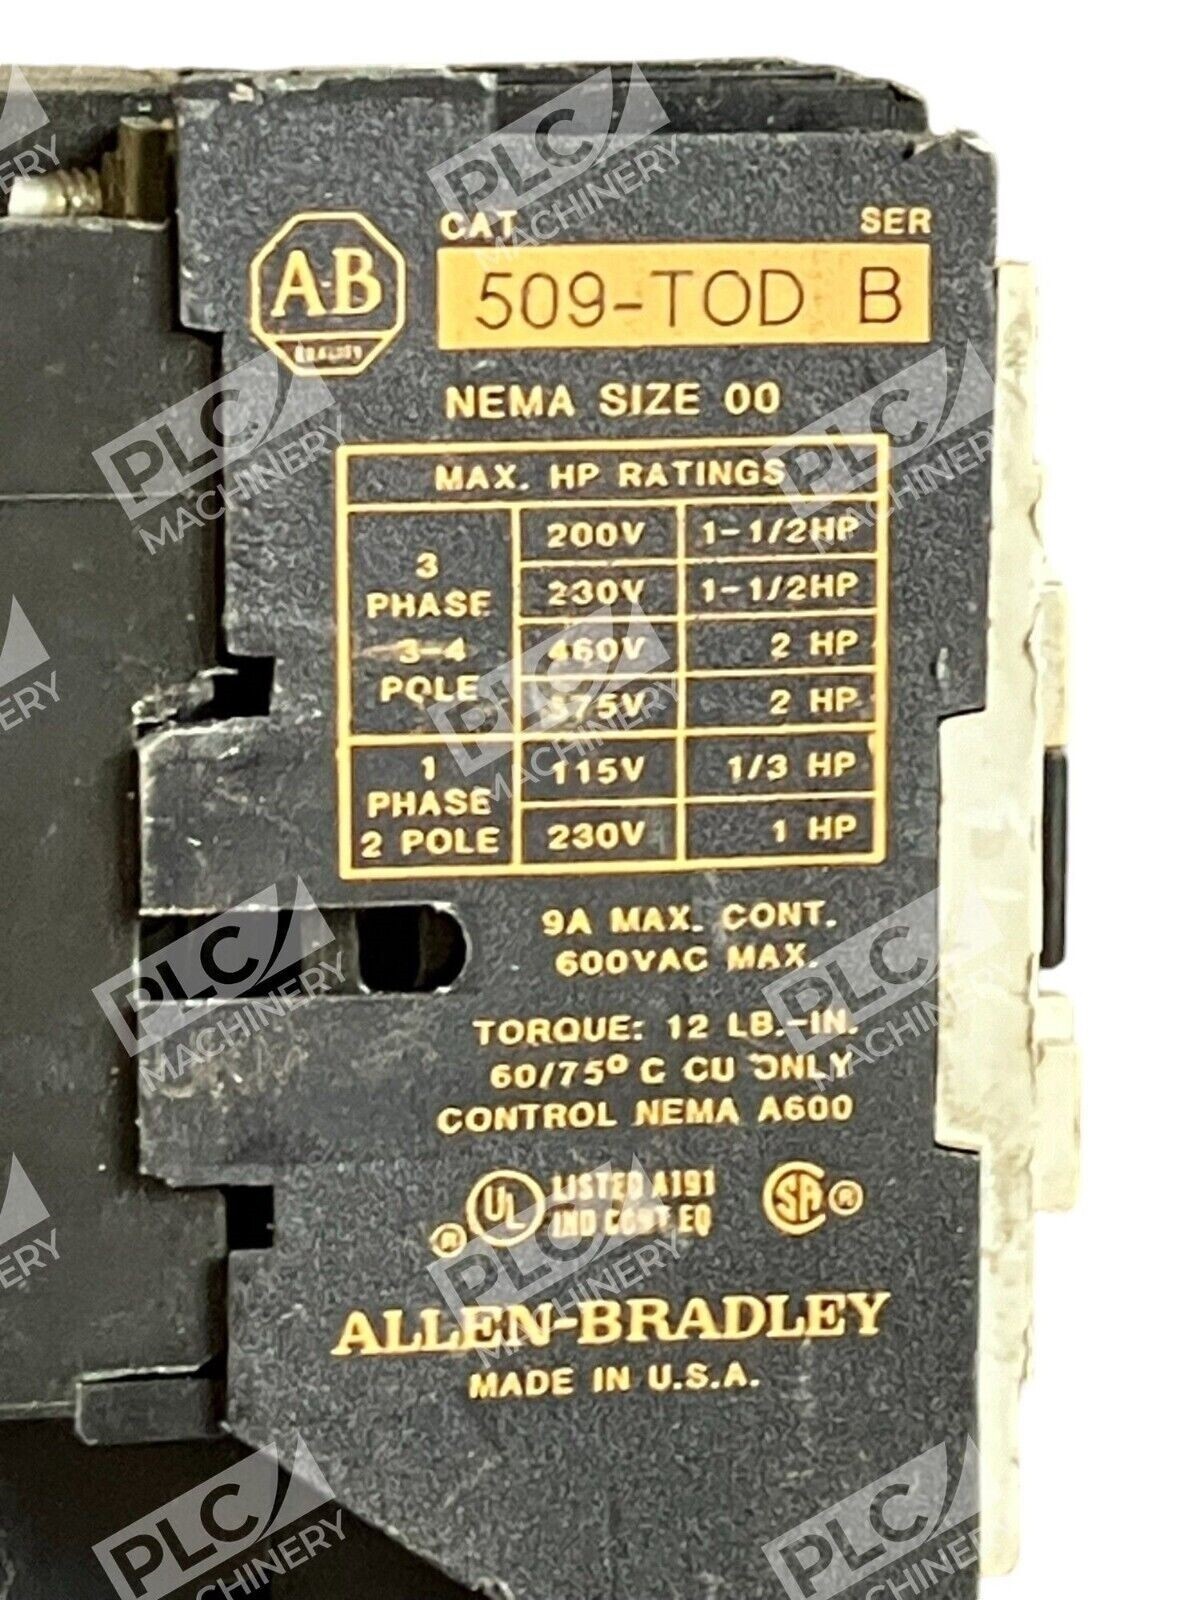 CAT SER
A-B
QUALITY
509-TOD B
NEMA SIZE 00
MAX. HP RATINGS
3 PHASE 3-4 POLE
200V 1-1/2HP
230V 1-1/2HP
460V 2 HP
575V 2 HP
1 PHASE 2 POLE
115V 1/3 HP
230V 1 HP
9A MAX. CONT.
600VAC MAX.
TORQUE: 12 LB.-IN.
60/75° C CU ONLY
CONTROL NEMA A600
® UL LISTED A191 SA ®
IND CONT EQ
ALLEN-BRADLEY
MADE IN U.S.A.
PLC MACHINERY